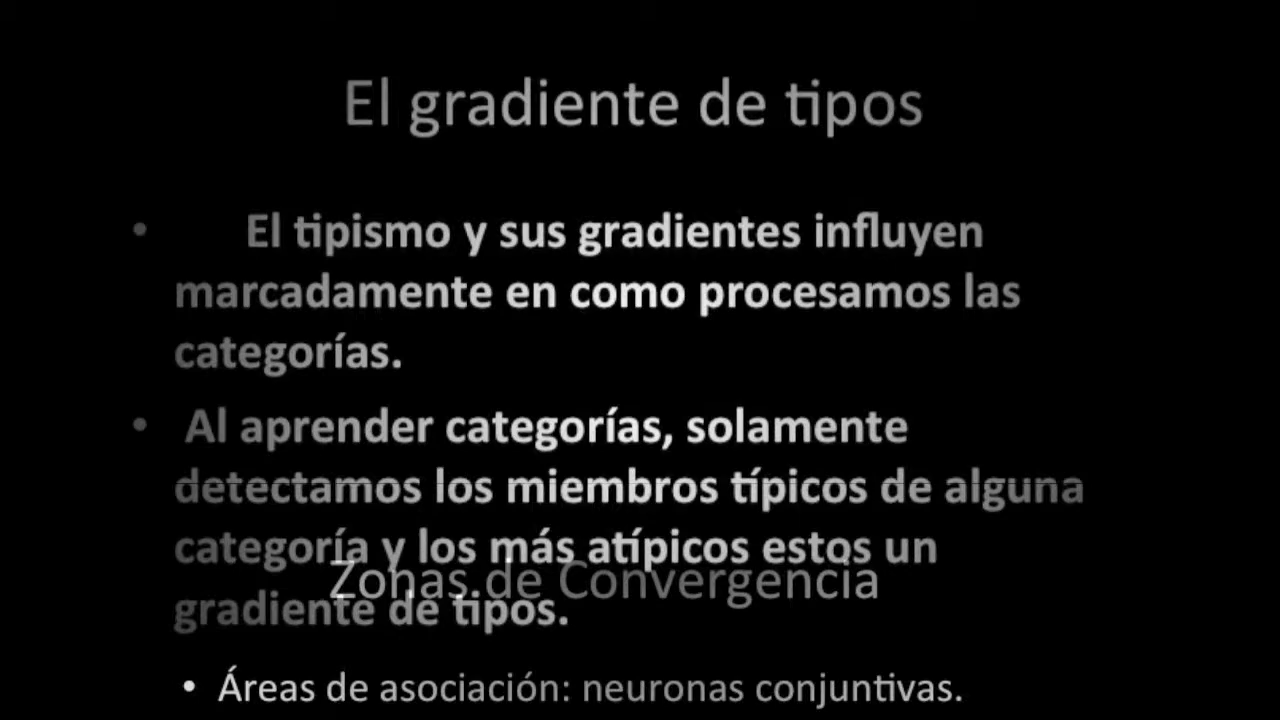 El gradiente de tipos
• El tipismo y sus gradientes influyen
marcadamente en como procesamos las
categorías.
• Al aprender categorías, solamente
detectamos los miembros típicos de alguna
categoría y los más atípicos estos un
gradiente de tipos.
Zonas de Convergencia
• Áreas de asociación: neuronas conjuntivas.